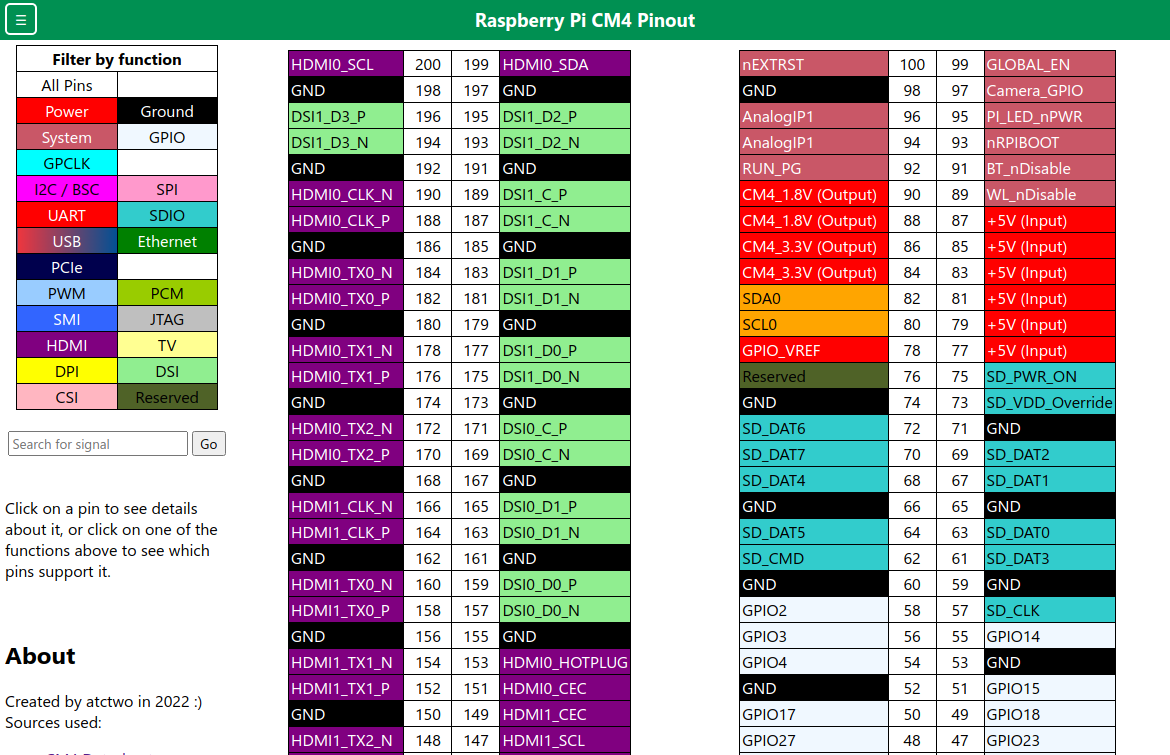 ☰
Raspberry Pi CM4 Pinout
Filter by function
All Pins
Power Ground
System GPIO
GPCLK
I2C / BSC SPI
UART SDIO
USB Ethernet
PCIe
PWM PCM
SMI JTAG
HDMI TV
DPI DSI
CSI Reserved
Search for signal Go
Click on a pin to see details
about it, or click on one of the
functions above to see which
pins support it.
About
Created by atctwo in 2022 :)
Sources used:
HDMI0_SCL 200 199 HDMI0_SDA
GND 198 197 GND
DSI1_D3_P 196 195 DSI1_D2_P
DSI1_D3_N 194 193 DSI1_D2_N
GND 192 191 GND
HDMI0_CLK_N 190 189 DSI1_C_P
HDMI0_CLK_P 188 187 DSI1_C_N
GND 186 185 GND
HDMI0_TX0_N 184 183 DSI1_D1_P
HDMI0_TX0_P 182 181 DSI1_D1_N
GND 180 179 GND
HDMI0_TX1_N 178 177 DSI1_D0_P
HDMI0_TX1_P 176 175 DSI1_D0_N
GND 174 173 GND
HDMI0_TX2_N 172 171 DSI0_C_P
HDMI0_TX2_P 170 169 DSI0_C_N
GND 168 167 GND
HDMI1_CLK_N 166 165 DSI0_D1_P
HDMI1_CLK_P 164 163 DSI0_D1_N
GND 162 161 GND
HDMI1_TX0_N 160 159 DSI0_D0_P
HDMI1_TX0_P 158 157 DSI0_D0_N
GND 156 155 GND
HDMI1_TX1_N 154 153 HDMI0_HOTPLUG
HDMI1_TX1_P 152 151 HDMI0_CEC
GND 150 149 HDMI1_CEC
HDMI1_TX2_N 148 147 HDMI1_SCL
nEXTRST 100 99 GLOBAL_EN
GND 98 97 Camera_GPIO
AnalogIP1 96 95 PI_LED_nPWR
AnalogIP1 94 93 nRPIBOOT
RUN_PG 92 91 BT_nDisable
CM4_1.8V (Output) 90 89 WL_nDisable
CM4_1.8V (Output) 88 87 +5V (Input)
CM4_3.3V (Output) 86 85 +5V (Input)
CM4_3.3V (Output) 84 83 +5V (Input)
SDA0 82 81 +5V (Input)
SCL0 80 79 +5V (Input)
GPIO_VREF 78 77 +5V (Input)
Reserved 76 75 SD_PWR_ON
GND 74 73 SD_VDD_Override
SD_DAT6 72 71 GND
SD_DAT7 70 69 SD_DAT2
SD_DAT4 68 67 SD_DAT1
GND 66 65 GND
SD_DAT5 64 63 SD_DAT0
SD_CMD 62 61 SD_DAT3
GND 60 59 GND
GPIO2 58 57 SD_CLK
GPIO3 56 55 GPIO14
GPIO4 54 53 GND
GND 52 51 GPIO15
GPIO17 50 49 GPIO18
GPIO27 48 47 GPIO23